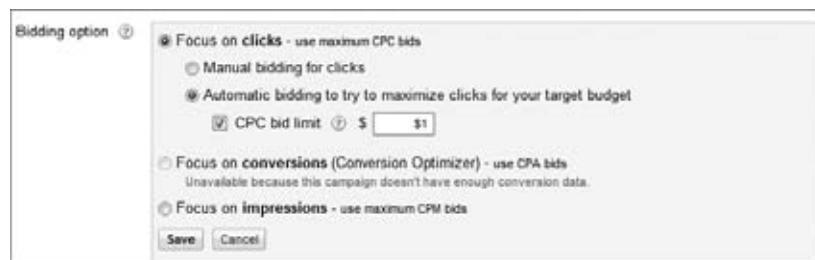 Bidding option ?
Focus on clicks - use maximum CPC bids
Manual bidding for clicks
Automatic bidding to try to maximize clicks for your target budget
CPC bid limit ? $ $1
Focus on conversions (Conversion Optimizer) - use CPA bids
Unavailable because this campaign doesn't have enough conversion data.
Focus on impressions - use maximum CPM bids
Save Cancel